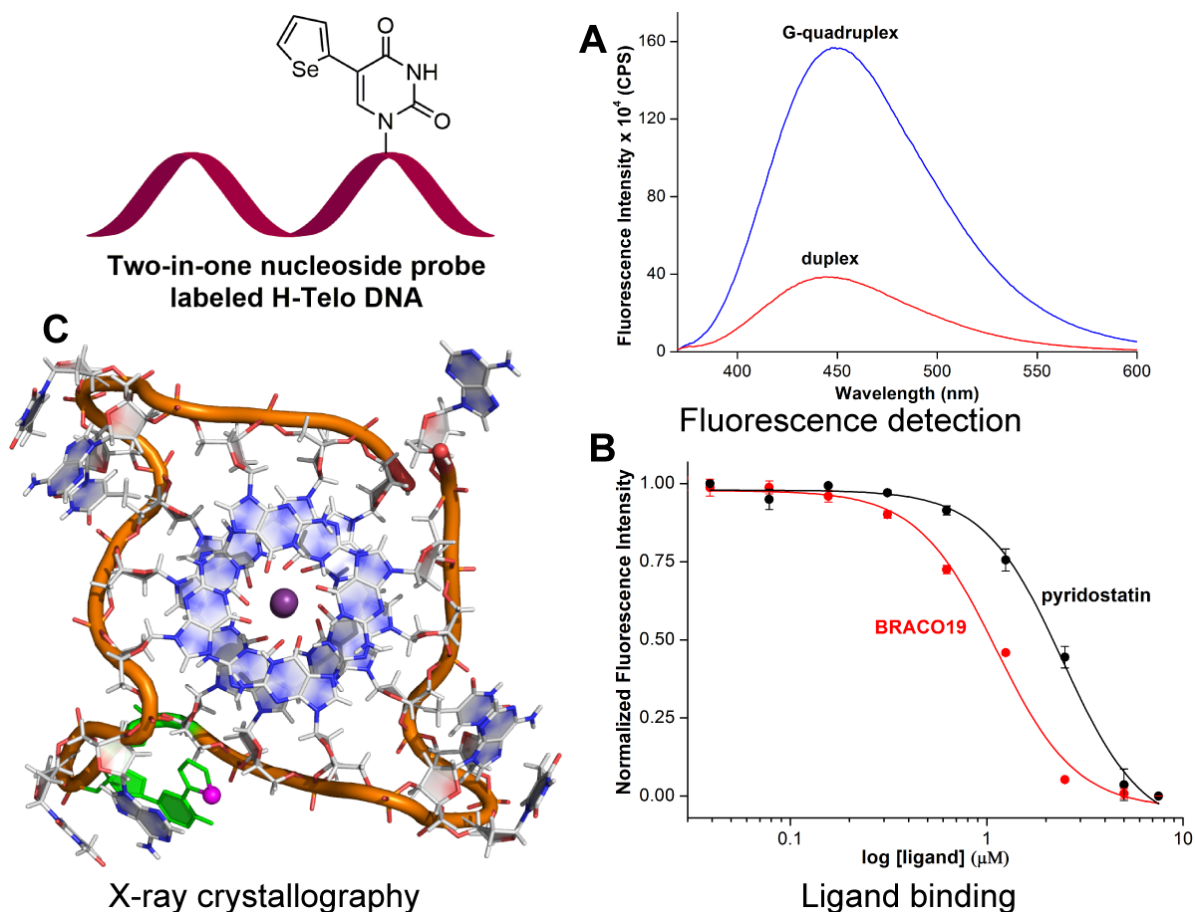 Se
O
NH
N
O
Two-in-one nucleoside probe
labeled H-Telo DNA
A
Fluorescence Intensity x 10⁴ (CPS)
160
120
80
40
0
G-quadruplex
duplex
400
450
500
550
600
Wavelength (nm)
Fluorescence detection
C
X-ray crystallography
B
Normalized Fluorescence Intensity
1.00
0.75
0.50
0.25
0.00
pyridostatin
BRACO19
0.1
1
10
log [ligand] (μM)
Ligand binding